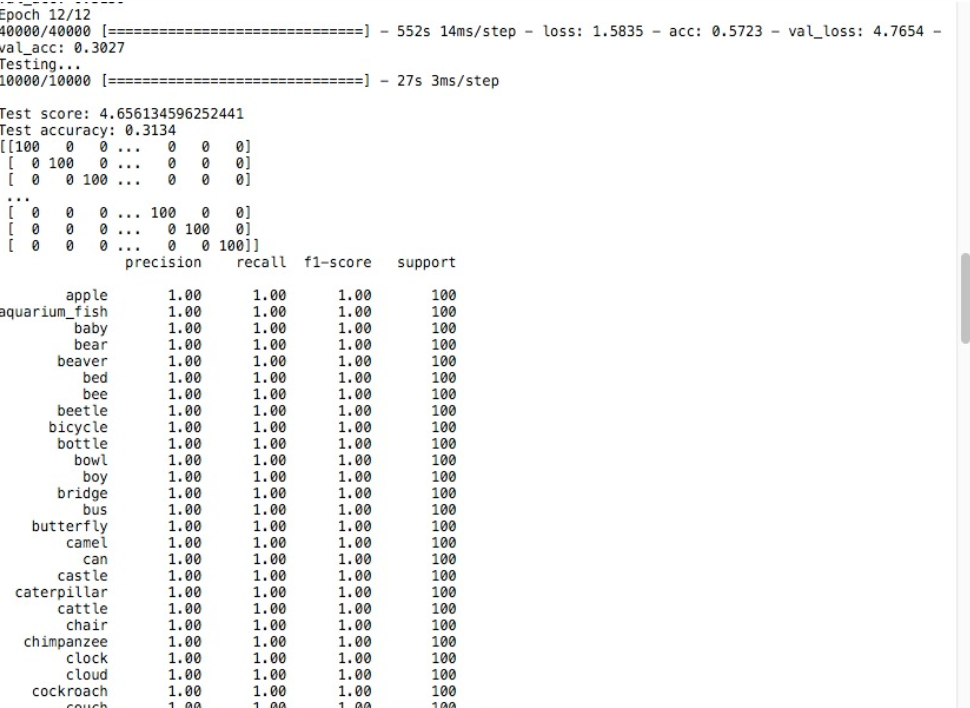 Epoch 12/12
40000/40000 [==============================] - 552s 14ms/step - loss: 1.5835 - acc: 0.5723 - val_loss: 4.7654 -
val_acc: 0.3027
Testing...
10000/10000 [==============================] - 27s 3ms/step
Test score: 4.656134596252441
Test accuracy: 0.3134
[[100   0   0 ...   0   0   0]
 [  0 100   0 ...   0   0   0]
 [  0   0 100 ...   0   0   0]
 ...
 [  0   0   0 ... 100   0   0]
 [  0   0   0 ...   0 100   0]
 [  0   0   0 ...   0   0 100]]
precision recall f1-score support
apple 1.00 1.00 1.00 100
aquarium_fish 1.00 1.00 1.00 100
baby 1.00 1.00 1.00 100
bear 1.00 1.00 1.00 100
beaver 1.00 1.00 1.00 100
bed 1.00 1.00 1.00 100
bee 1.00 1.00 1.00 100
beetle 1.00 1.00 1.00 100
bicycle 1.00 1.00 1.00 100
bottle 1.00 1.00 1.00 100
bowl 1.00 1.00 1.00 100
boy 1.00 1.00 1.00 100
bridge 1.00 1.00 1.00 100
bus 1.00 1.00 1.00 100
butterfly 1.00 1.00 1.00 100
camel 1.00 1.00 1.00 100
can 1.00 1.00 1.00 100
castle 1.00 1.00 1.00 100
caterpillar 1.00 1.00 1.00 100
cattle 1.00 1.00 1.00 100
chair 1.00 1.00 1.00 100
chimpanzee 1.00 1.00 1.00 100
clock 1.00 1.00 1.00 100
cloud 1.00 1.00 1.00 100
cockroach 1.00 1.00 1.00 100
couch 1.00 1.00 1.00 100